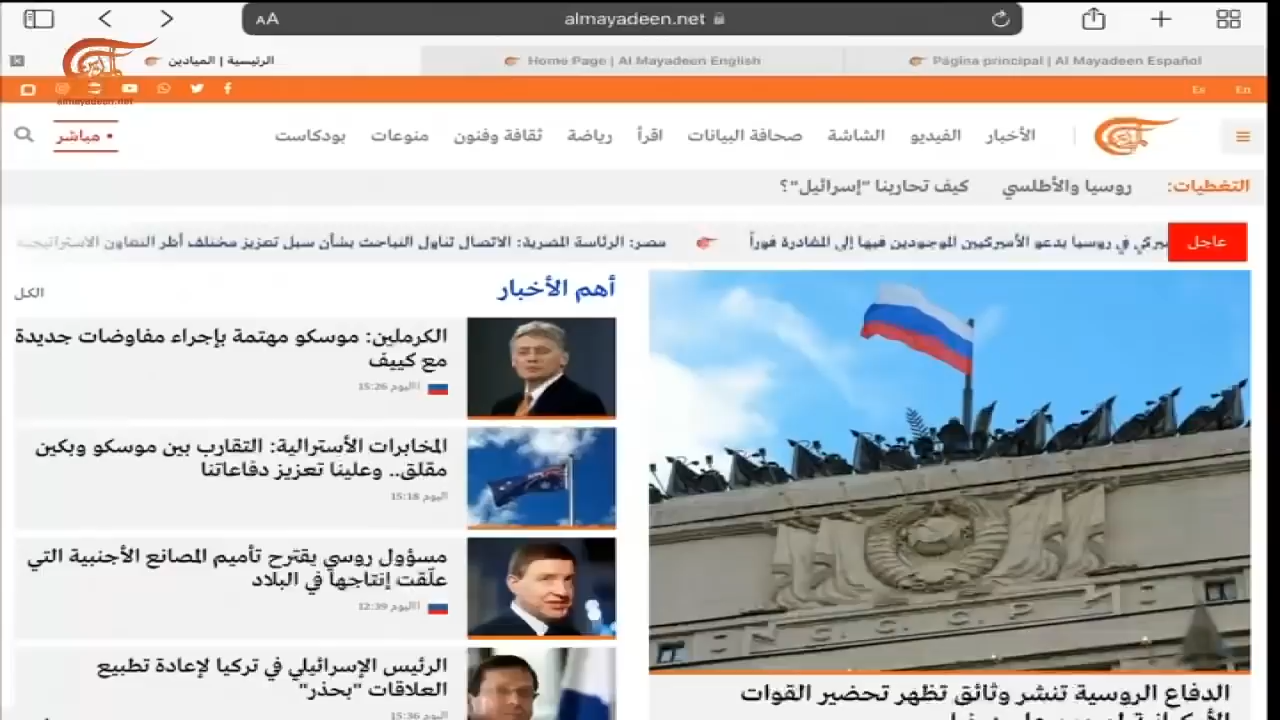 almayadeen.net
الرئيسية | الميادين
Home Page | Al Mayadeen English
Página principal | Al Mayadeen Español
almayadeen.net
Es
En
الأخبار الفيديو الشاشة صحافة البيانات اقرأ رياضة ثقافة وفنون منوعات بودكاست
مباشر
التغطيات: روسيا والأطلسي كيف تحاربنا "إسرائيل"؟
عاجل
يركي في روسيا يدعو الأميركيين الموجودين فيها إلى المغادرة فوراً
مصر: الرئاسة المصرية: الاتصال تناول التباحث بشأن سبل تعزيز مختلف أطر التعاون الاستراتيجية
أهم الأخبار
الكل
الكرملين: موسكو مهتمة بإجراء مفاوضات جديدة
مع كييف
اليوم 15:26
المخابرات الأسترالية: التقارب بين موسكو وبكين
مقلق.. وعلينا تعزيز دفاعاتنا
اليوم 15:18
مسؤول روسي يقترح تأميم المصانع الأجنبية التي
علّقت إنتاجها في البلاد
اليوم 12:39
الرئيس الإسرائيلي في تركيا لإعادة تطبيع
العلاقات "بحذر"
اليوم 15:36
الدفاع الروسية تنشر وثائق تظهر تحضير القوات